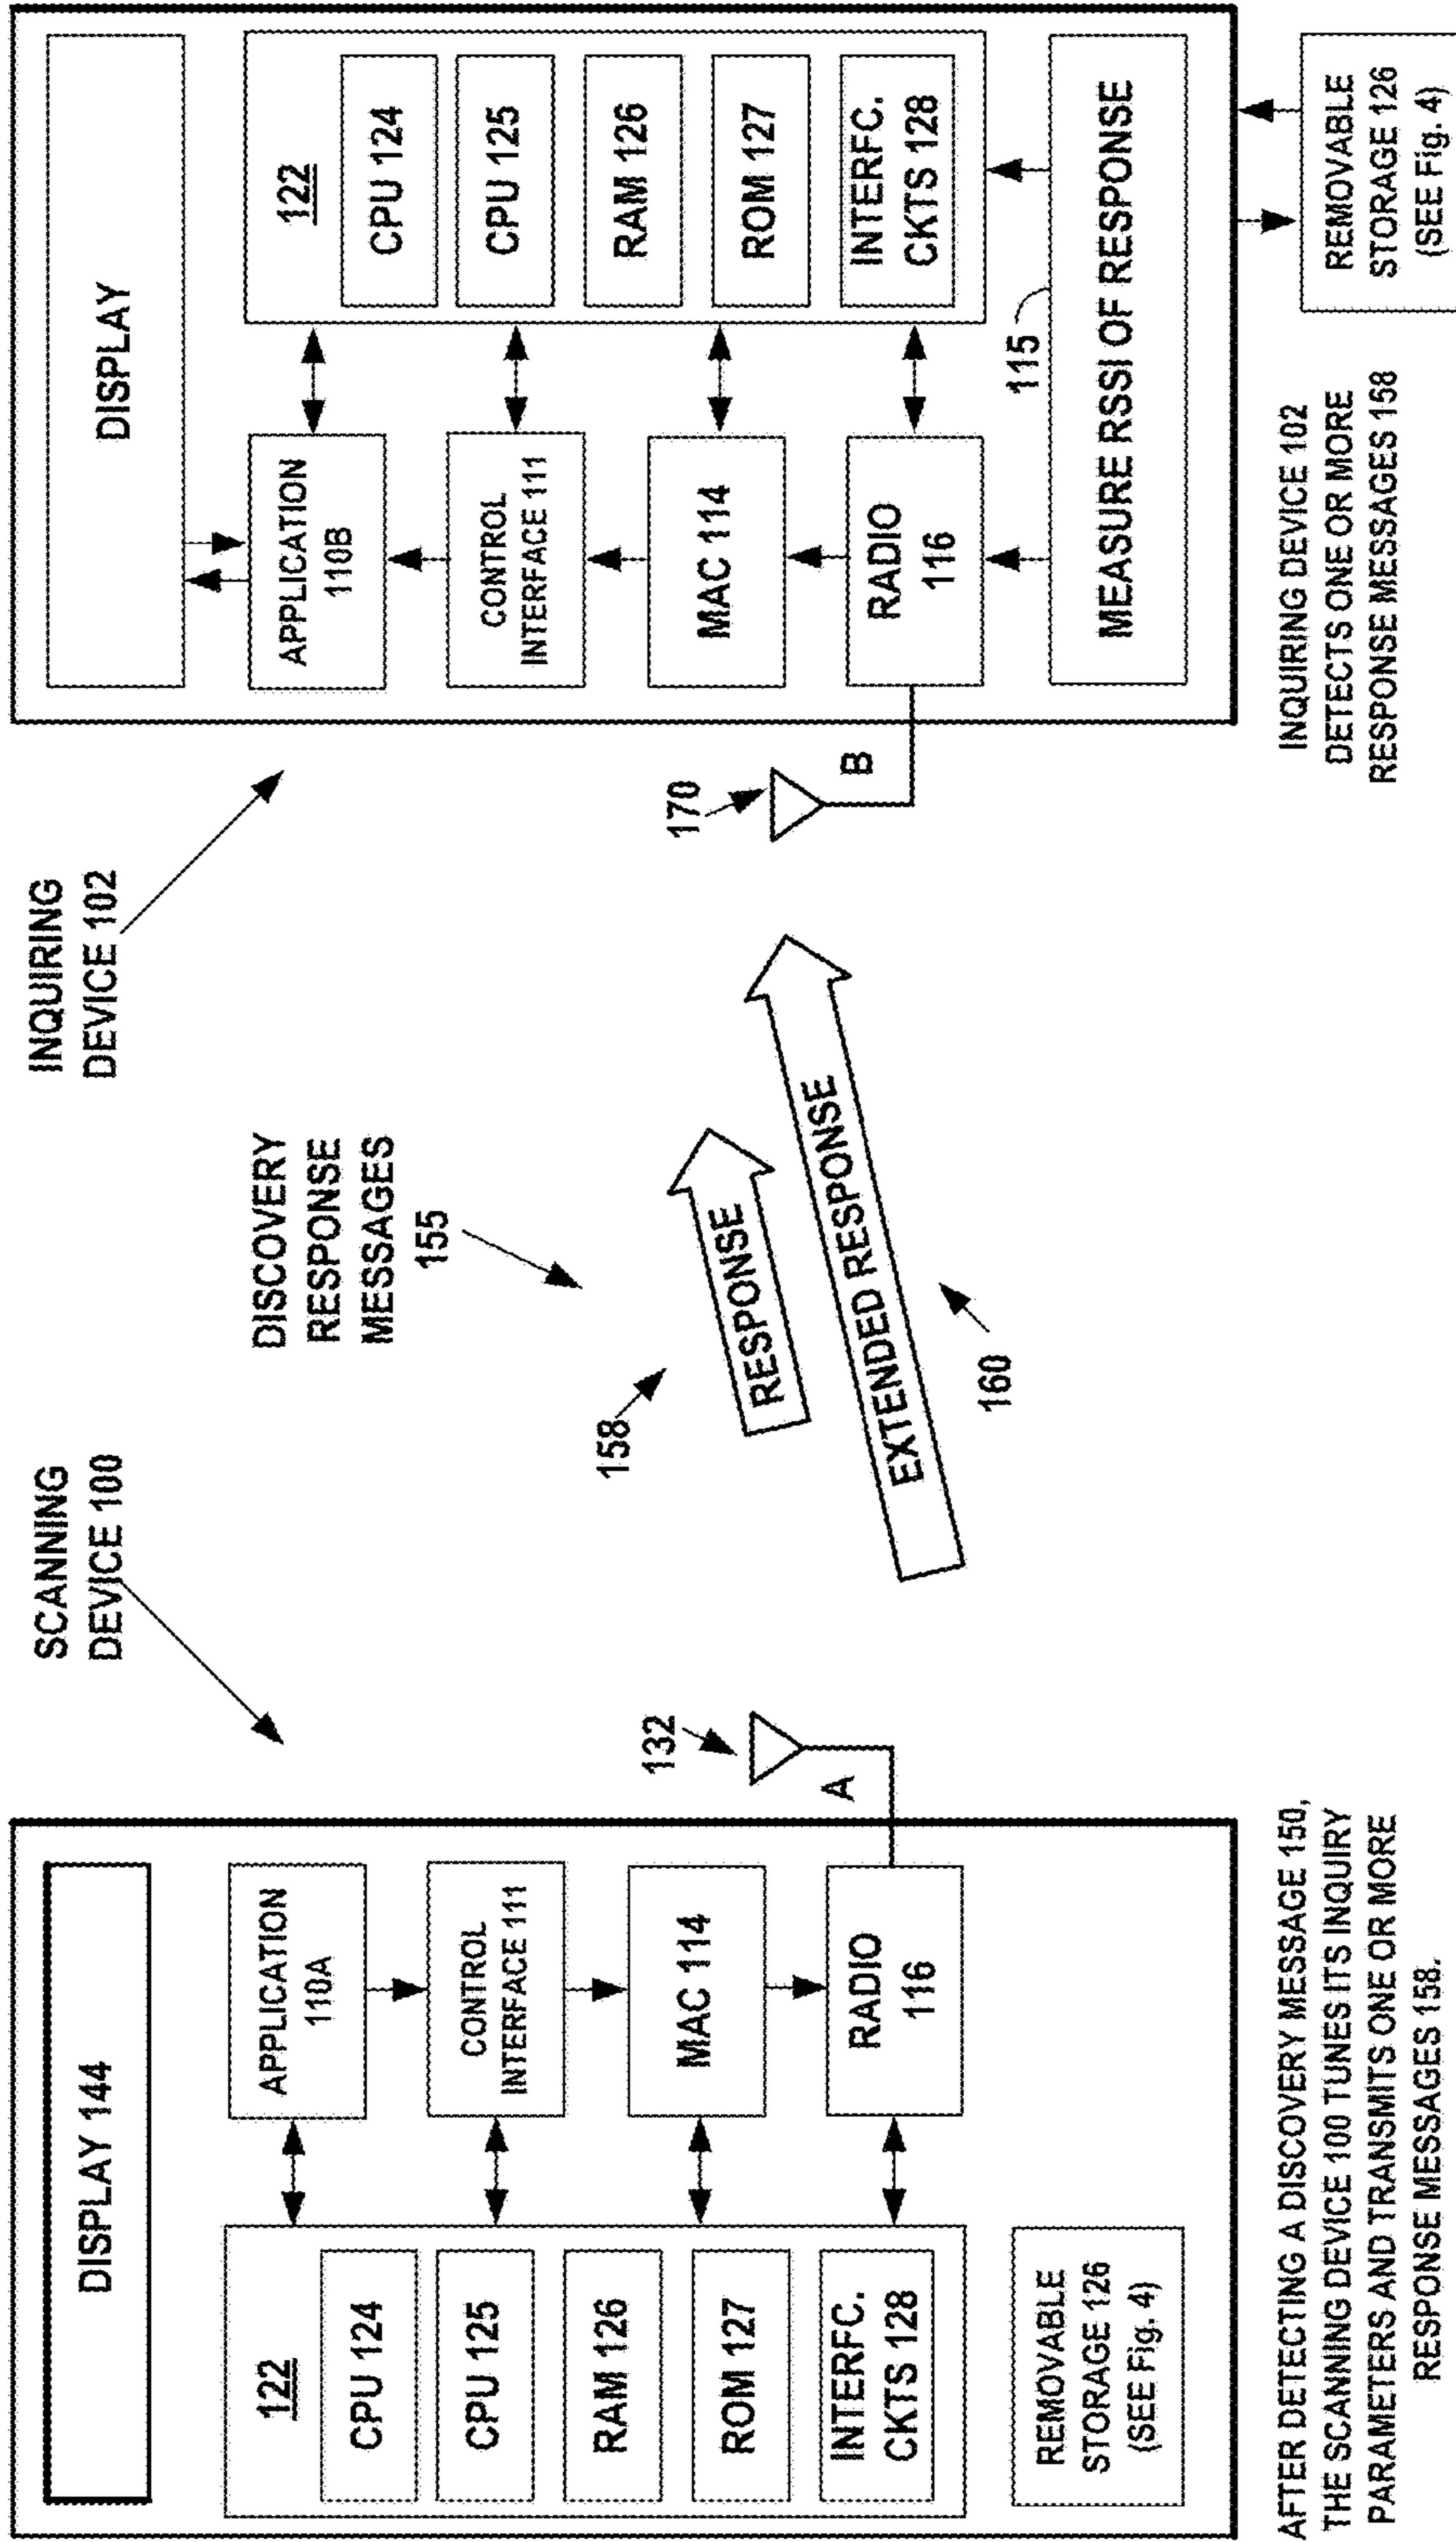 SCANNING
DEVICE 100
DISPLAY 144
122
CPU 124
CPU 125
RAM 126
ROM 127
INTERFC.
CKTS 128
APPLICATION
110A
CONTROL
INTERFACE 111
MAC 114
RADIO
116
REMOVABLE
STORAGE 126
(SEE Fig. 4)
132
A
AFTER DETECTING A DISCOVERY MESSAGE 150,
THE SCANNING DEVICE 100 TUNES ITS INQUIRY
PARAMETERS AND TRANSMITS ONE OR MORE
RESPONSE MESSAGES 158.
DISCOVERY
RESPONSE
MESSAGES
155
158
RESPONSE
EXTENDED RESPONSE
160
INQUIRING
DEVICE 102
170
B
DISPLAY
APPLICATION
110B
CONTROL
INTERFACE 111
MAC 114
RADIO
116
122
CPU 124
CPU 125
RAM 126
ROM 127
INTERFC.
CKTS 128
115
MEASURE RSSI OF RESPONSE
INQUIRING DEVICE 102
DETECTS ONE OR MORE
RESPONSE MESSAGES 158
REMOVABLE
STORAGE 126
(SEE Fig. 4)